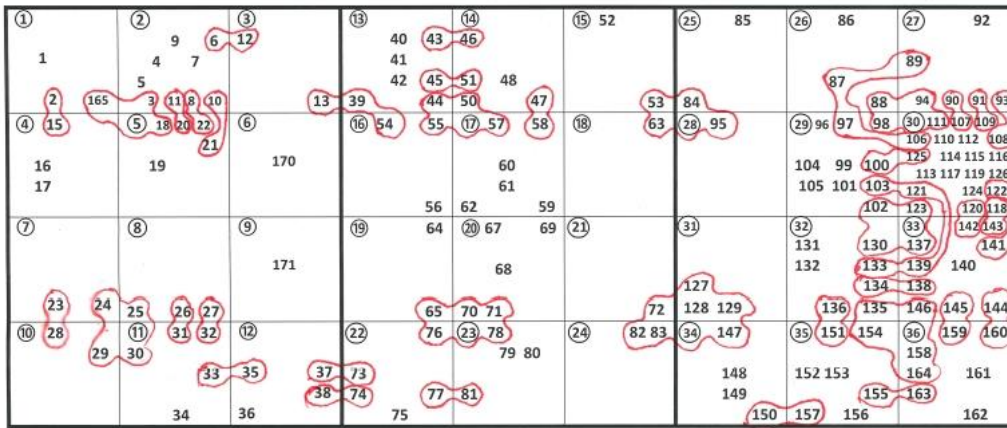 ① ② ③ ⑬ ⑭ ⑮ 52 ㉕ 85 ㉖ 86 ㉗ 92
9 6 12 40 43 46
1 4 7 41 89
5 42 45 51 48 87
2 165 3 11 8 10 13 39 44 50 47 53 84 88 94 90 91 93
④ 15 ⑤ 18 20 22 ⑥ ⑯ 54 55 ⑰ 57 58 ⑱ 63 ㉘ 95 ㉙ 96 97 98 ㉚ 111 107 109
21 106 110 112 108
16 19 170 60 104 99 100 125 114 115 116
113 117 119 126
17 61 105 101 103 121 124 122
56 62 59 102 123 120 118
⑦ ⑧ ⑨ ⑲ 64 ⑳ 67 69 ㉑ ㉛ ㉜ ㉝ 142 143
131 130 137 141
171 68 132 133 139 140
127 134 138
23 24 25 26 27 65 70 71 72 128 129 136 135 146 145 144
⑩ 28 ⑪ 31 32 ⑫ ㉒ 76 ㉓ 78 ㉔ 82 83 ㉞ 147 ㉟ 151 154 ㊱ 159 160
29 30 79 80 158
33 35 37 73 148 152 153 164 161
38 74 77 81 149 155 163
34 36 75 150 157 156 162